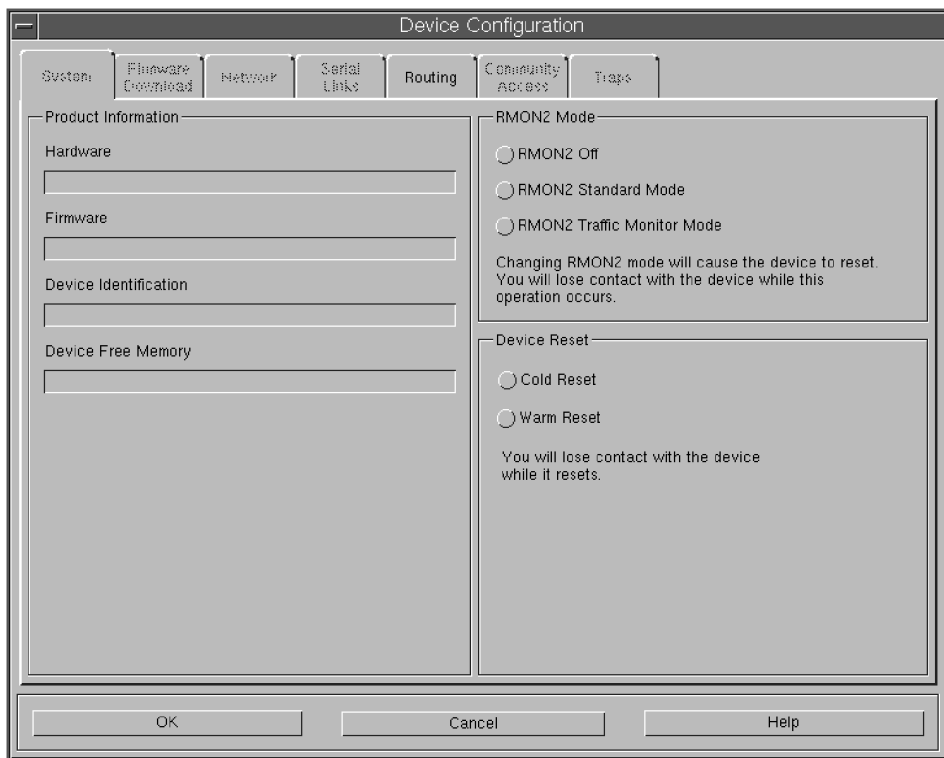 Device Configuration
System
Firmware
Download
Network
Serial
Links
Routing
Community
Access
Traps
Product Information
Hardware
Firmware
Device Identification
Device Free Memory
RMON2 Mode
RMON2 Off
RMON2 Standard Mode
RMON2 Traffic Monitor Mode
Changing RMON2 mode will cause the device to reset.
You will lose contact with the device while this
operation occurs.
Device Reset
Cold Reset
Warm Reset
You will lose contact with the device
while it resets.
OK
Cancel
Help